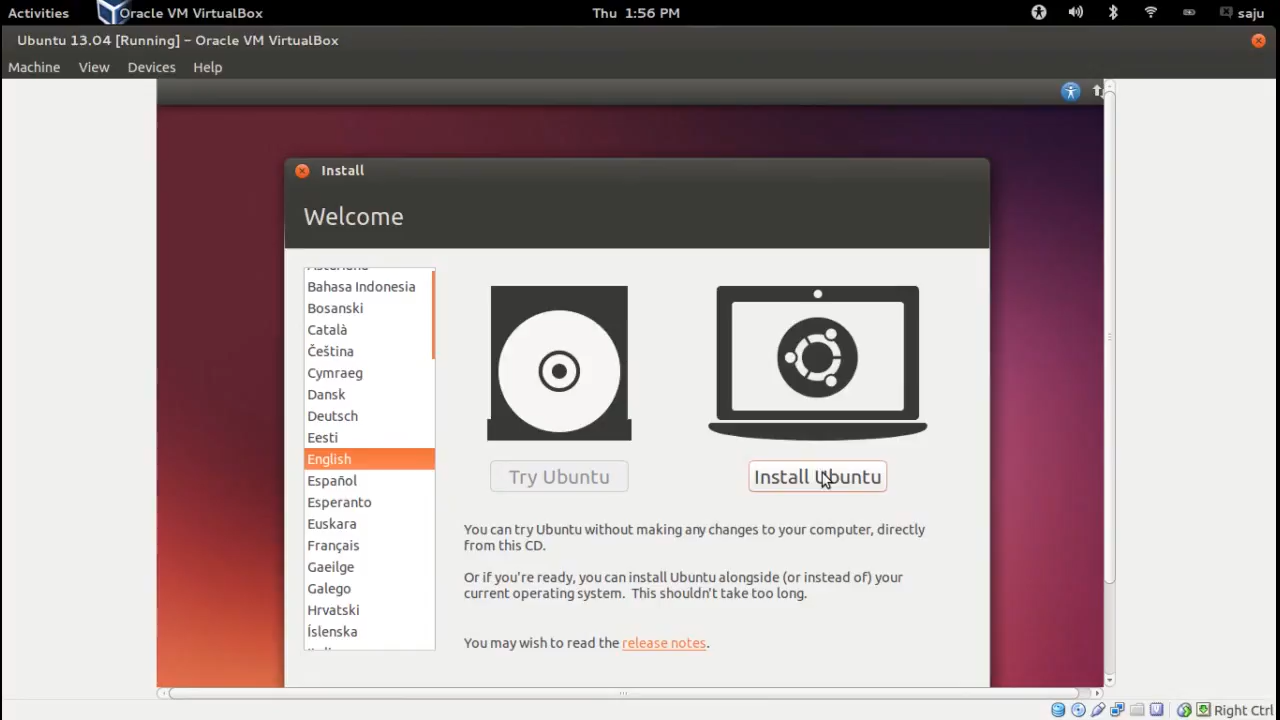 Activities Oracle VM VirtualBox Thu 1:56 PM saju
Ubuntu 13.04 [Running] – Oracle VM VirtualBox
Machine View Devices Help
Install
Welcome
Asturianu
Bahasa Indonesia
Bosanski
Català
Čeština
Cymraeg
Dansk
Deutsch
Eesti
English
Español
Esperanto
Euskara
Français
Gaeilge
Galego
Hrvatski
Íslenska
Try Ubuntu
Install Ubuntu
You can try Ubuntu without making any changes to your computer, directly
from this CD.
Or if you're ready, you can install Ubuntu alongside (or instead of) your
current operating system. This shouldn't take too long.
You may wish to read the release notes.
Right Ctrl